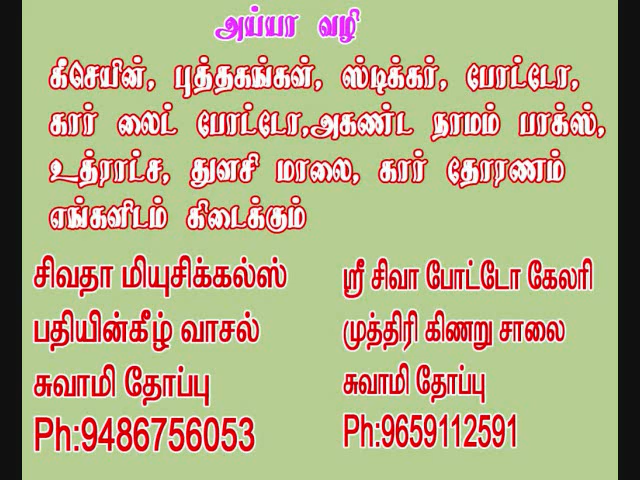 அய்யா வழி
கீசெயின், புத்தகங்கள், ஸ்டிக்கர், போட்டோ,
கார் லைட் போட்டோ,அகண்ட நாமம் பாக்ஸ்,
உத்ராட்ச, துளசி மாலை, கார் தோரணம்
எங்களிடம் கிடைக்கும்
சிவதா மியுசிக்கல்ஸ்
பதியின்கீழ் வாசல்
சுவாமி தோப்பு
Ph:9486756053
ஸ்ரீ சிவா போட்டோ கேலரி
முத்திரி கிணறு சாலை
சுவாமி தோப்பு
Ph:9659112591